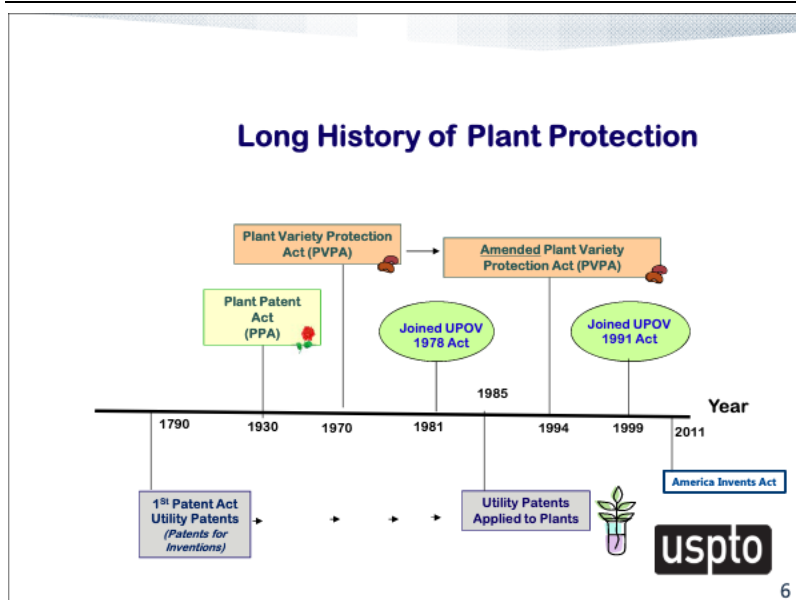 Long History of Plant Protection
Plant Variety Protection
Act (PVPA)
Amended Plant Variety
Protection Act (PVPA)
Plant Patent
Act
(PPA)
Joined UPOV
1978 Act
Joined UPOV
1991 Act
1985
Year
1790
1930
1970
1981
1994
1999
2011
America Invents Act
1St Patent Act
Utility Patents
(Patents for
Inventions)
Utility Patents
Applied to Plants
uspto
6